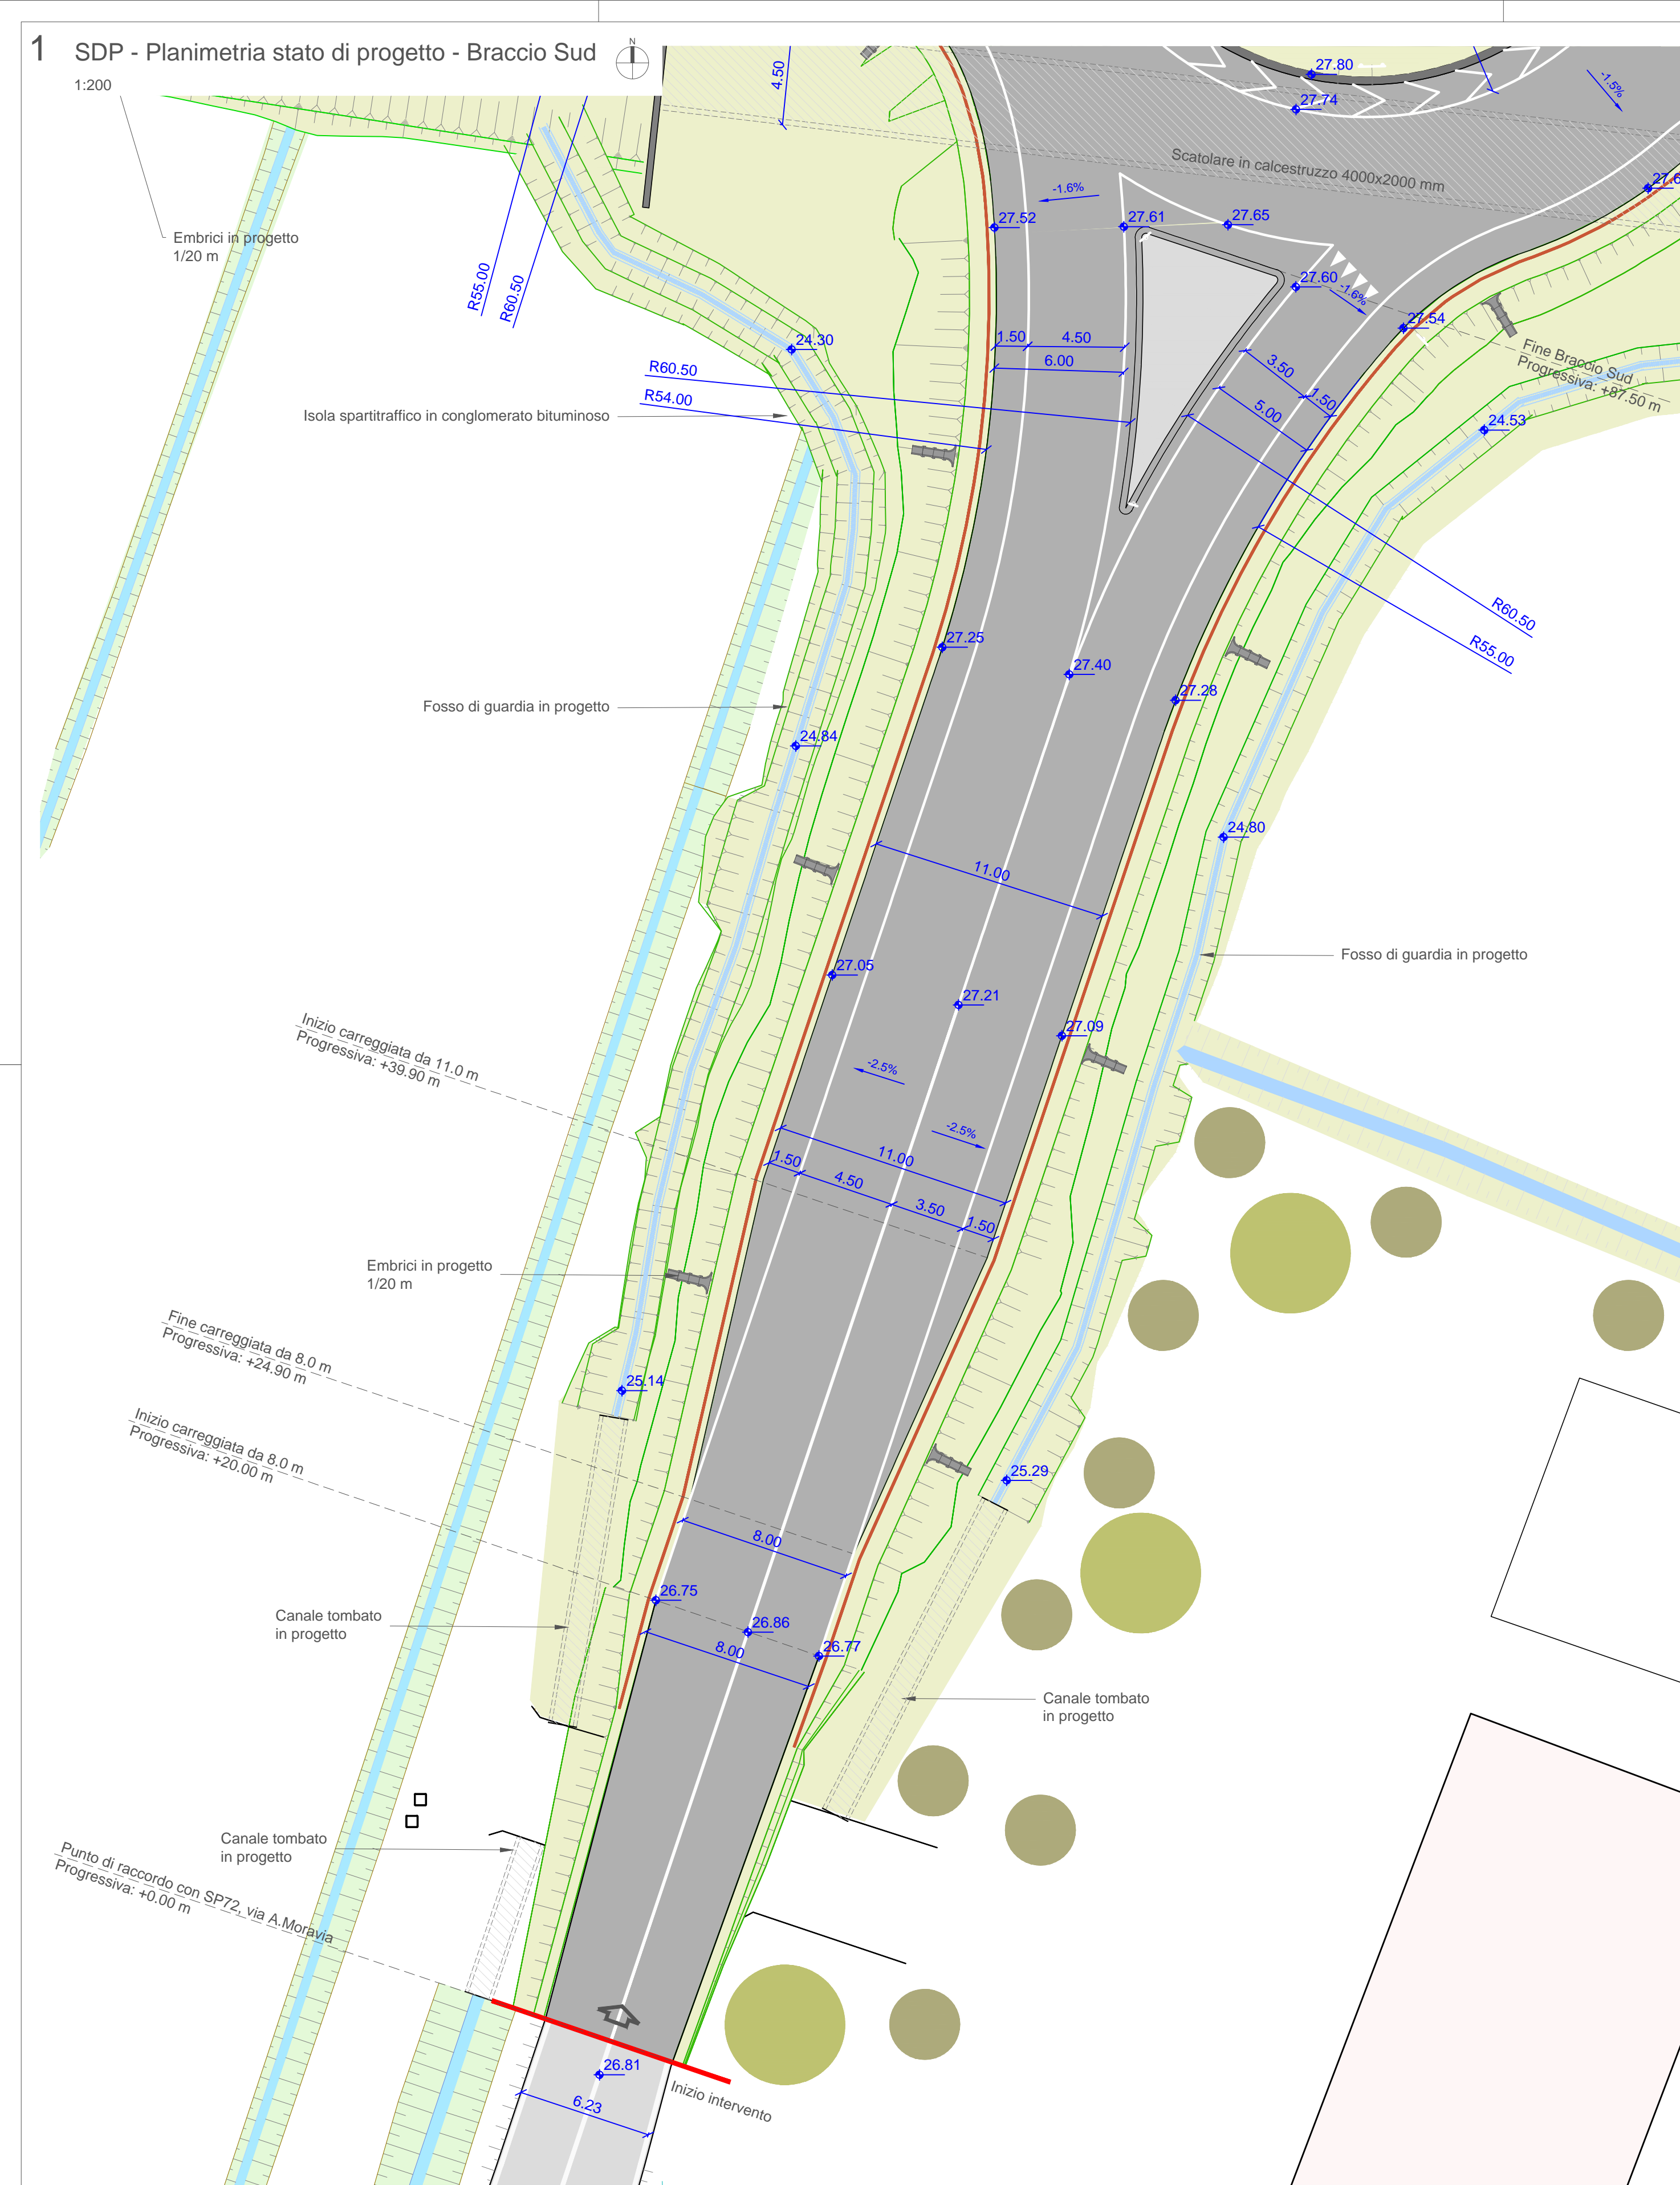 1 SDP - Planimetria stato di progetto - Braccio Sud
N
1:200
4.50
27.80
27.74
-1.5%
Scatolare in calcestruzzo 4000x2000 mm
-1.6%
27.52
27.61
27.65
Embrici in progetto
1/20 m
R55.00
R60.50
27.60
-1.6%
27.54
24.30
1.50
4.50
6.00
Fine Braccio Sud
Progressiva: +87.50 m
R60.50
R54.00
3.50
1.50
5.00
Isola spartitraffico in conglomerato bituminoso
24.53
R60.50
R55.00
27.25
27.40
27.28
Fosso di guardia in progetto
24.84
24.80
11.00
Fosso di guardia in progetto
27.05
27.21
27.09
Inizio carreggiata da 11.0 m
Progressiva: +39.90 m
-2.5%
-2.5%
11.00
1.50
4.50
3.50
1.50
Embrici in progetto
1/20 m
Fine carreggiata da 8.0 m
Progressiva: +24.90 m
25.14
Inizio carreggiata da 8.0 m
Progressiva: +20.00 m
25.29
8.00
26.75
26.86
26.77
8.00
Canale tombato
in progetto
Canale tombato
in progetto
Canale tombato
in progetto
Punto di raccordo con SP72, via A.Moravia
Progressiva: +0.00 m
26.81
6.23
Inizio intervento